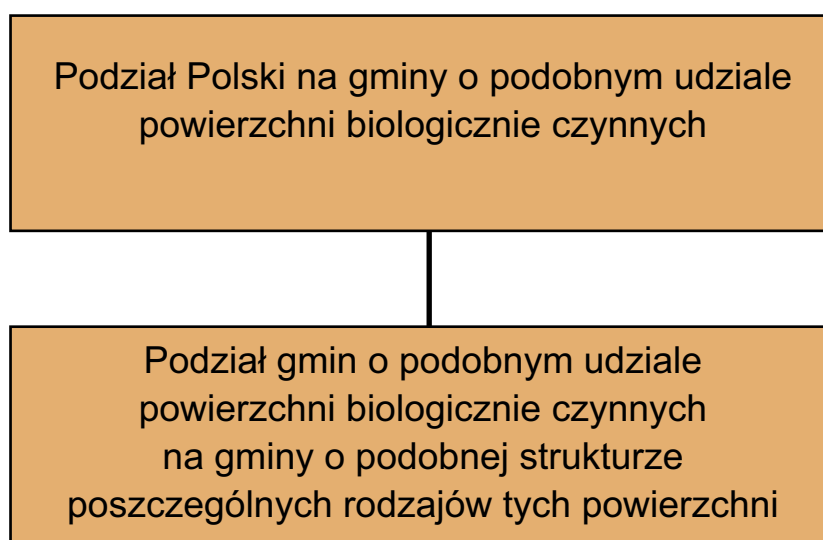 Podział Polski na gminy o podobnym udziale
powierzchni biologicznie czynnych
Podział gmin o podobnym udziale
powierzchni biologicznie czynnych
na gminy o podobnej strukturze
poszczególnych rodzajów tych powierzchni